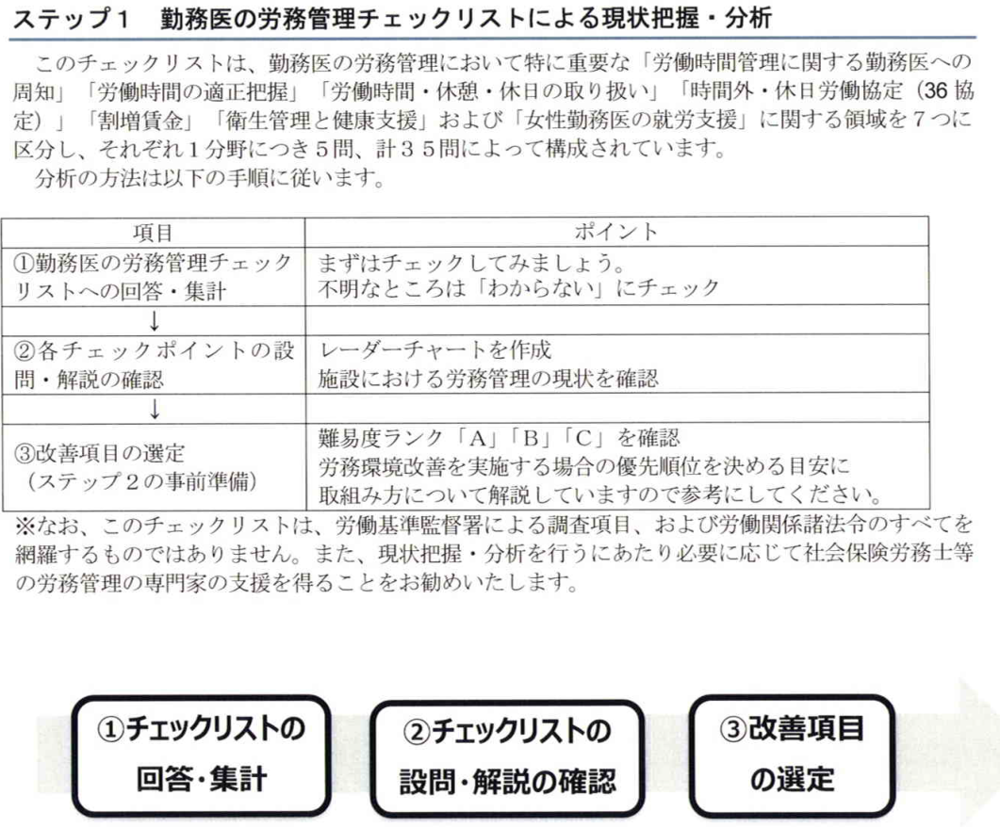 ステップ1　勤務医の労務管理チェックリストによる現状把握・分析
このチェックリストは、勤務医の労務管理において特に重要な「労働時間管理に関する勤務医への
周知」「労働時間の適正把握」「労働時間・休憩・休日の取り扱い」「時間外・休日労働協定（36 協
定）」「割増賃金」「衛生管理と健康支援」および「女性勤務医の就労支援」に関する領域を７つに
区分し、それぞれ１分野につき５問、計３５問によって構成されています。
分析の方法は以下の手順に従います。
項目
ポイント
①勤務医の労務管理チェック
リストへの回答・集計
まずはチェックしてみましょう。
不明なところは「わからない」にチェック
↓
②各チェックポイントの設
問・解説の確認
レーダーチャートを作成
施設における労務管理の現状を確認
↓
③改善項目の選定
（ステップ２の事前準備）
難易度ランク「Ａ」「Ｂ」「Ｃ」を確認
労務環境改善を実施する場合の優先順位を決める目安に
取組み方について解説していますので参考にしてください。
※なお、このチェックリストは、労働基準監督署による調査項目、および労働関係諸法令のすべてを
網羅するものではありません。また、現状把握・分析を行うにあたり必要に応じて社会保険労務士等
の労務管理の専門家の支援を得ることをお勧めいたします。
①チェックリストの
回答・集計
②チェックリストの
設問・解説の確認
③改善項目
の選定